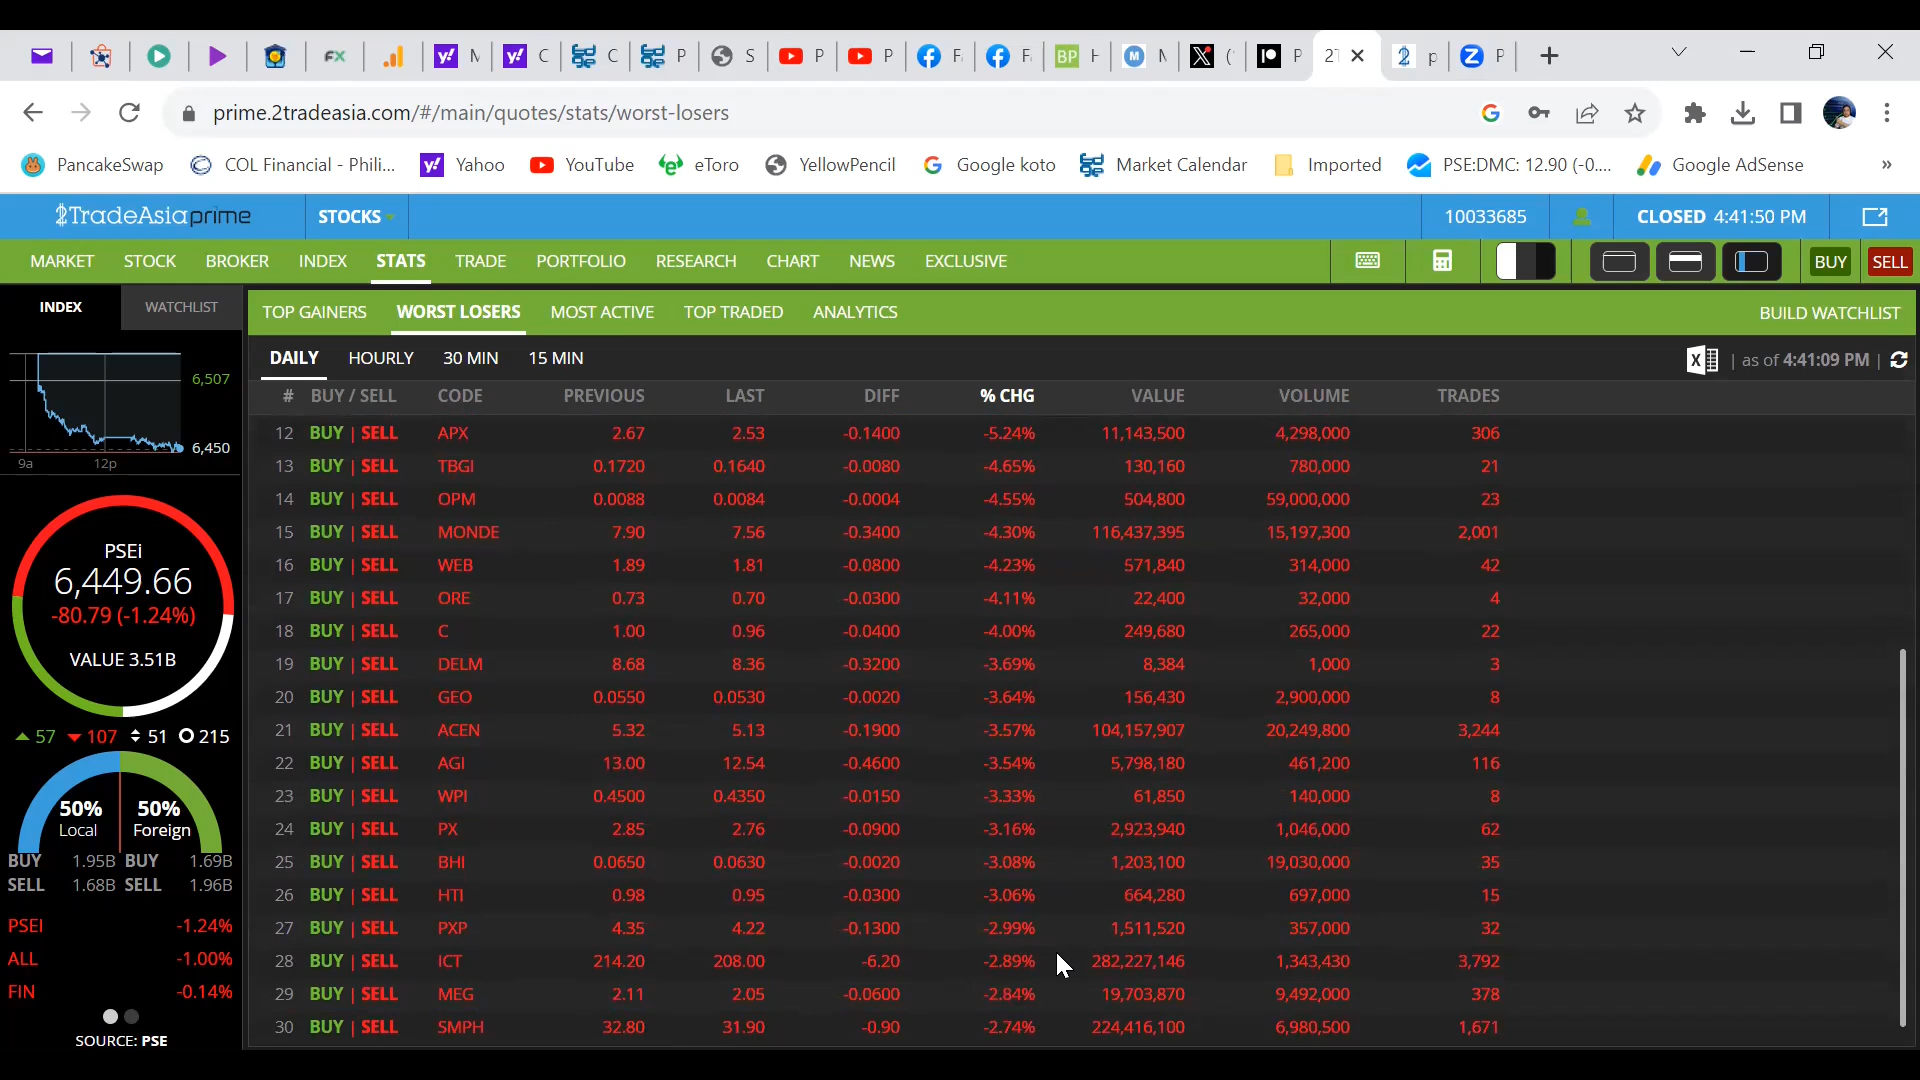 M
C
C
P
S
P
P
F
F
BP H
M
(
P
2T
p
P
prime.2tradeasia.com/#/main/quotes/stats/worst-losers
PancakeSwap COL Financial - Phili... Yahoo YouTube eToro YellowPencil Google koto Market Calendar Imported PSE:DMC: 12.90 (-0.... Google AdSense »
2TradeAsiaprime STOCKS 10033685 CLOSED 4:41:50 PM
MARKET STOCK BROKER INDEX STATS TRADE PORTFOLIO RESEARCH CHART NEWS EXCLUSIVE BUY SELL
INDEX WATCHLIST
6,507
6,450
9a 12p
PSEi
6,449.66
-80.79 (-1.24%)
VALUE 3.51B
57 107 51 215
50% 50%
Local Foreign
BUY 1.95B BUY 1.69B
SELL 1.68B SELL 1.96B
PSEI -1.24%
ALL -1.00%
FIN -0.14%
SOURCE: PSE
TOP GAINERS WORST LOSERS MOST ACTIVE TOP TRADED ANALYTICS BUILD WATCHLIST
DAILY HOURLY 30 MIN 15 MIN | as of 4:41:09 PM |
# BUY / SELL CODE PREVIOUS LAST DIFF % CHG VALUE VOLUME TRADES
12 BUY | SELL APX 2.67 2.53 -0.1400 -5.24% 11,143,500 4,298,000 306
13 BUY | SELL TBGI 0.1720 0.1640 -0.0080 -4.65% 130,160 780,000 21
14 BUY | SELL OPM 0.0088 0.0084 -0.0004 -4.55% 504,800 59,000,000 23
15 BUY | SELL MONDE 7.90 7.56 -0.3400 -4.30% 116,437,395 15,197,300 2,001
16 BUY | SELL WEB 1.89 1.81 -0.0800 -4.23% 571,840 314,000 42
17 BUY | SELL ORE 0.73 0.70 -0.0300 -4.11% 22,400 32,000 4
18 BUY | SELL C 1.00 0.96 -0.0400 -4.00% 249,680 265,000 22
19 BUY | SELL DELM 8.68 8.36 -0.3200 -3.69% 8,384 1,000 3
20 BUY | SELL GEO 0.0550 0.0530 -0.0020 -3.64% 156,430 2,900,000 8
21 BUY | SELL ACEN 5.32 5.13 -0.1900 -3.57% 104,157,907 20,249,800 3,244
22 BUY | SELL AGI 13.00 12.54 -0.4600 -3.54% 5,798,180 461,200 116
23 BUY | SELL WPI 0.4500 0.4350 -0.0150 -3.33% 61,850 140,000 8
24 BUY | SELL PX 2.85 2.76 -0.0900 -3.16% 2,923,940 1,046,000 62
25 BUY | SELL BHI 0.0650 0.0630 -0.0020 -3.08% 1,203,100 19,030,000 35
26 BUY | SELL HTI 0.98 0.95 -0.0300 -3.06% 664,280 697,000 15
27 BUY | SELL PXP 4.35 4.22 -0.1300 -2.99% 1,511,520 357,000 32
28 BUY | SELL ICT 214.20 208.00 -6.20 -2.89% 282,227,146 1,343,430 3,792
29 BUY | SELL MEG 2.11 2.05 -0.0600 -2.84% 19,703,870 9,492,000 378
30 BUY | SELL SMPH 32.80 31.90 -0.90 -2.74% 224,416,100 6,980,500 1,671